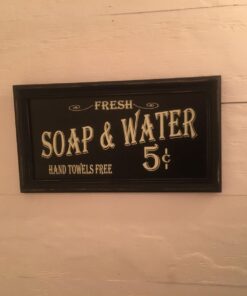 FRESH
SOAP & WATER
5¢
HAND TOWELS FREE